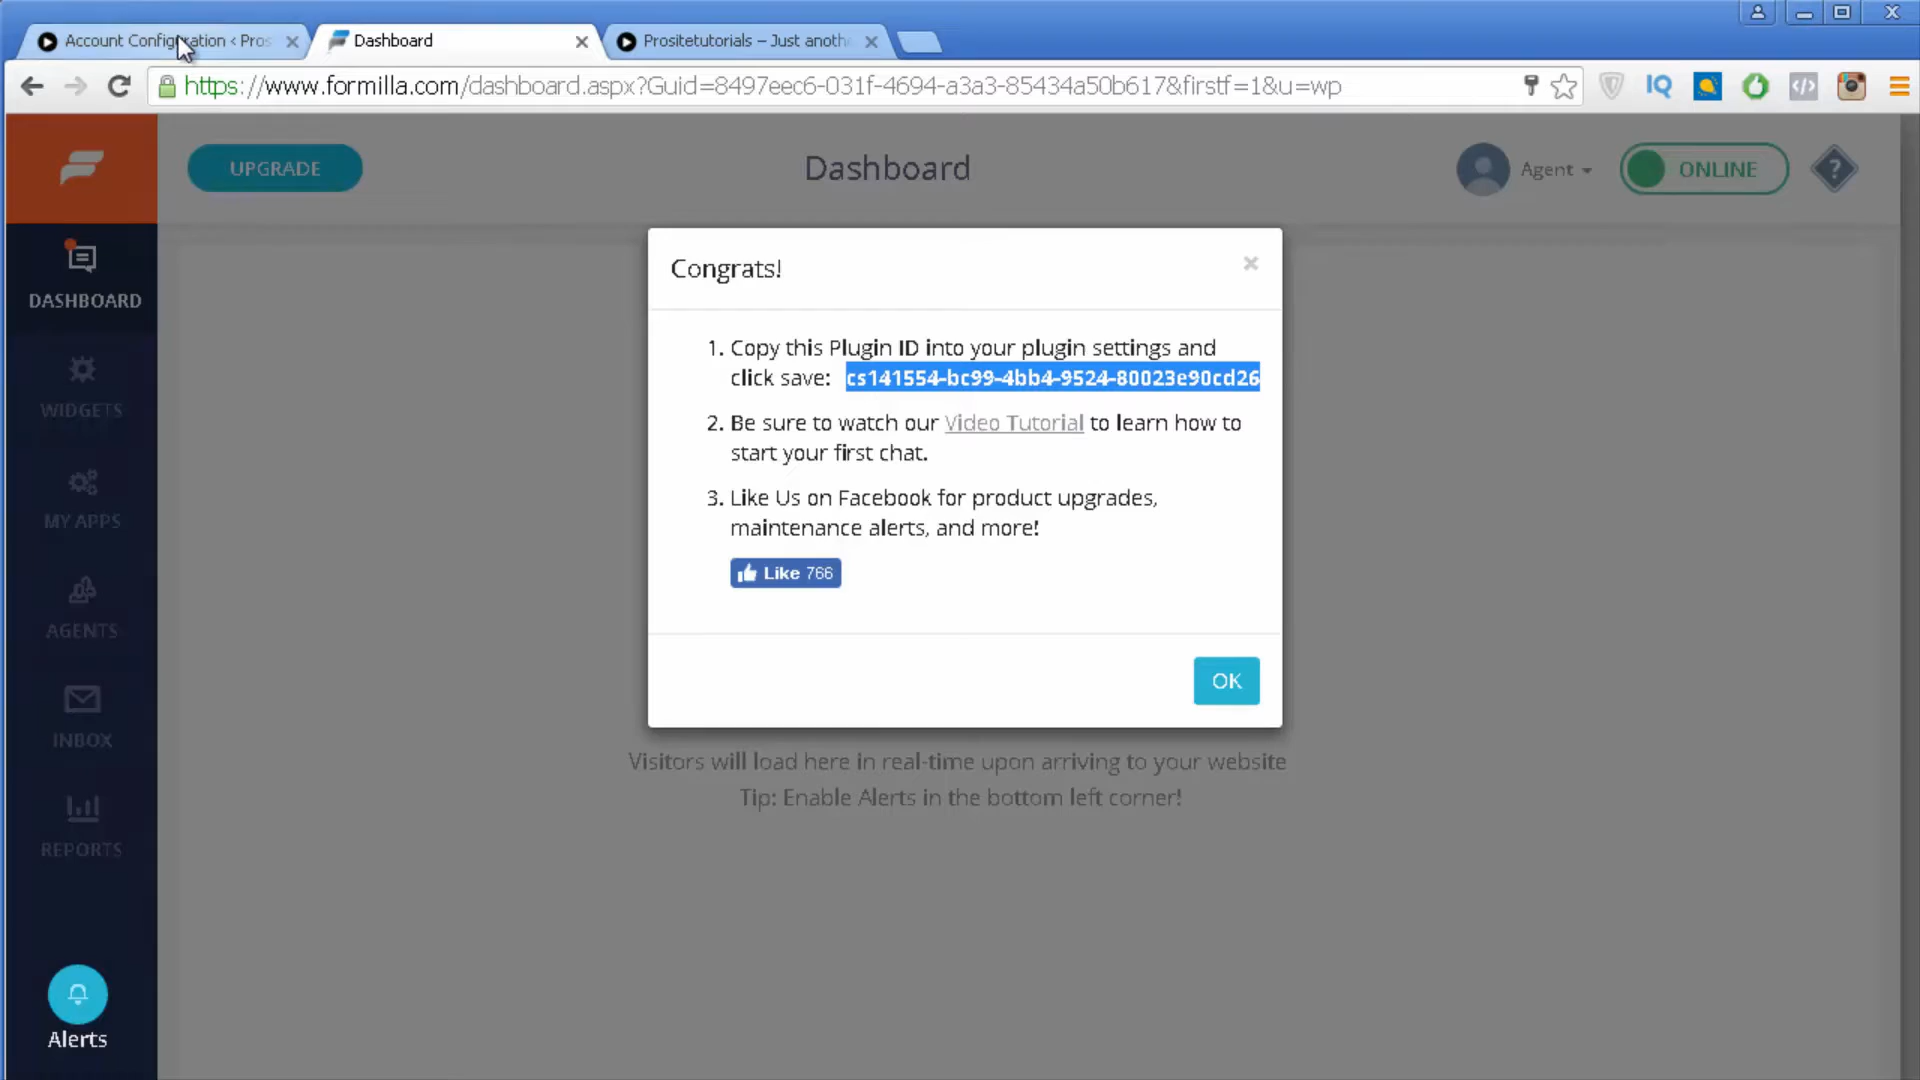 Account Configuration < Pros
Dashboard
Prositetutorials – Just anoth
https://www.formilla.com/dashboard.aspx?Guid=8497eec6-031f-4694-a3a3-85434a50b617&firstf=1&u=wp
IQ
UPGRADE
Dashboard
Agent
ONLINE
?
DASHBOARD
WIDGETS
MY APPS
AGENTS
INBOX
REPORTS
Alerts
Congrats!
×
1. Copy this Plugin ID into your plugin settings and
click save: cs141554-bc99-4bb4-9524-80023e90cd26
2. Be sure to watch our Video Tutorial to learn how to
start your first chat.
3. Like Us on Facebook for product upgrades,
maintenance alerts, and more!
Like 766
OK
Visitors will load here in real-time upon arriving to your website
Tip: Enable Alerts in the bottom left corner!